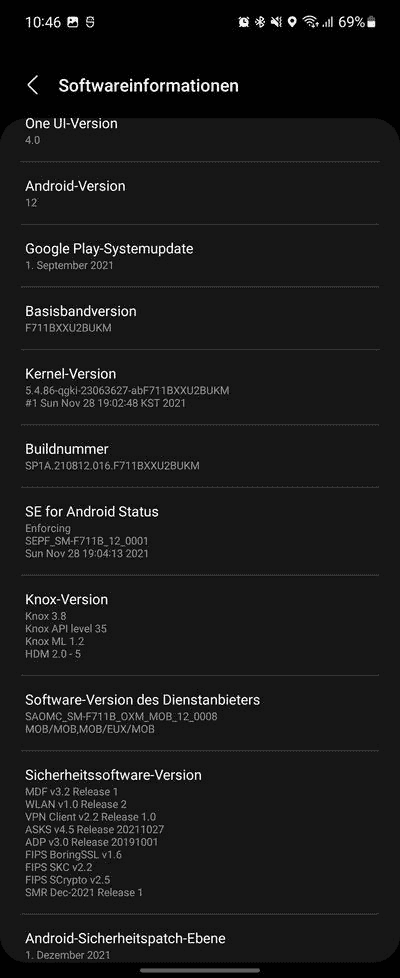 10:46 69%
Softwareinformationen
One UI-Version
4.0
Android-Version
12
Google Play-Systemupdate
1. September 2021
Basisbandversion
F711BXXU2BUKM
Kernel-Version
5.4.86-qgki-23063627-abF711BXXU2BUKM
#1 Sun Nov 28 19:02:48 KST 2021
Buildnummer
SP1A.210812.016.F711BXXU2BUKM
SE for Android Status
Enforcing
SEPF_SM-F711B_12_0001
Sun Nov 28 19:04:13 2021
Knox-Version
Knox 3.8
Knox API level 35
Knox ML 1.2
HDM 2.0 - 5
Software-Version des Dienstanbieters
SAOMC_SM-F711B_OXM_MOB_12_0008
MOB/MOB,MOB/EUX/MOB
Sicherheitssoftware-Version
MDF v3.2 Release 1
WLAN v1.0 Release 2
VPN Client v2.2 Release 1.0
ASKS v4.5 Release 20211027
ADP v3.0 Release 20191001
FIPS BoringSSL v1.6
FIPS SKC v2.2
FIPS SCrypto v2.5
SMR Dec-2021 Release 1
Android-Sicherheitspatch-Ebene
1. Dezember 2021